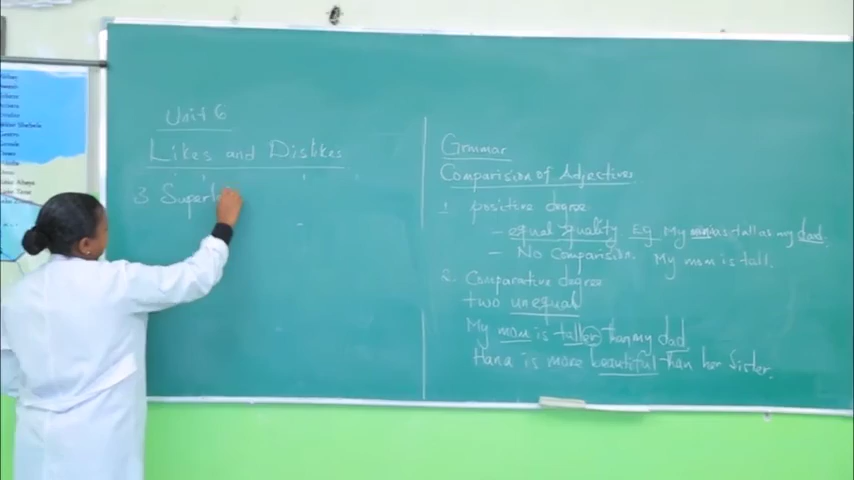 Unit 6
Likes and Dislikes
3 Superl
Grmmar
Comparision of Adjectives
1 positive degree
- equal quality Eg My mom is tall as my dad.
- No Comparision. My mom is tall.
2. Comparative degree
two unequal
My mom is taller than my dad
Hana is more beautiful than her Sister.